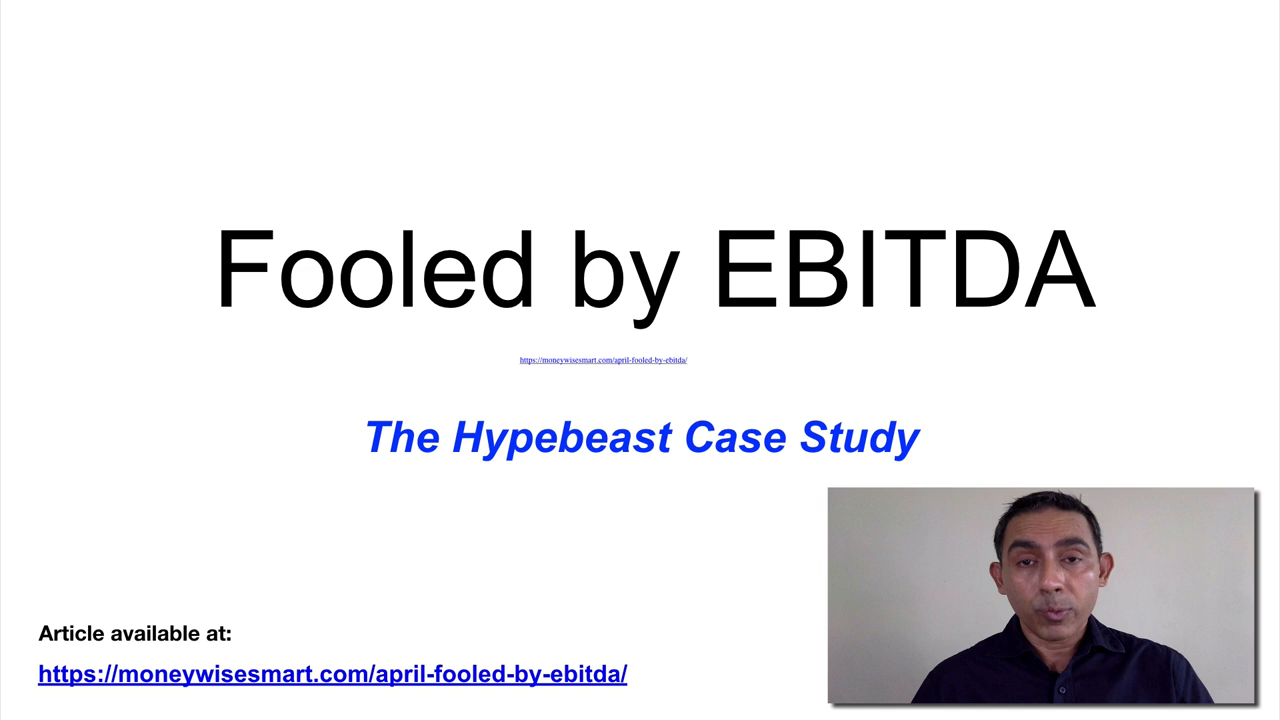 Fooled by EBITDA
https://moneywisesmart.com/april-fooled-by-ebitda/
The Hypebeast Case Study
Article available at:
https://moneywisesmart.com/april-fooled-by-ebitda/